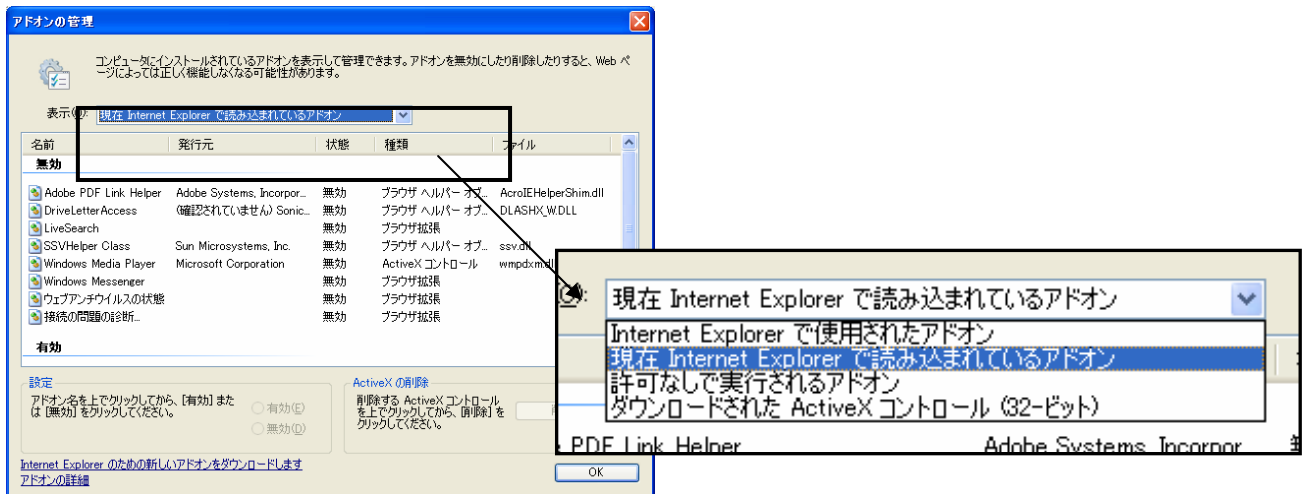 アドオンの管理
コンピュータにインストールされているアドオンを表示して管理できます。アドオンを無効にしたり削除したりすると、Web ペ
ージによっては正しく機能しなくなる可能性があります。
表示 現在 Internet Explorer で読み込まれているアドオン
名前 発行元 状態 種類 ファイル
無効
Adobe PDF Link Helper Adobe Systems, Incorpor... 無効 ブラウザ ヘルパー オブ... AcroIEHelperShim.dll
DriveLetterAccess (確認されていません) Sonic... 無効 ブラウザ ヘルパー オブ... DLASHX_W.DLL
LiveSearch 無効 ブラウザ拡張
SSVHelper Class Sun Microsystems, Inc. 無効 ブラウザ ヘルパー オブ... ssv.dll
Windows Media Player Microsoft Corporation 無効 ActiveX コントロール wmpdxm.dll
Windows Messenger 無効 ブラウザ拡張
ウェブアンチウイルスの状態 無効 ブラウザ拡張
接続の問題の診断... 無効 ブラウザ拡張
有効
設定
アドオン名を上でクリックしてから、[有効] また
は [無効] をクリックしてください。
有効(E)
無効(D)
ActiveX の削除
削除する ActiveX コントロール
を上でクリックしてから、[削除] を
クリックしてください。
Internet Explorer のための新しいアドオンをダウンロードします
アドオンの詳細
OK
現在 Internet Explorer で読み込まれているアドオン
Internet Explorer で使用されたアドオン
現在 Internet Explorer で読み込まれているアドオン
許可なしで実行されるアドオン
ダウンロードされた ActiveX コントロール (32-ビット)
PDF Link Helper Adobe Systems Incorpor